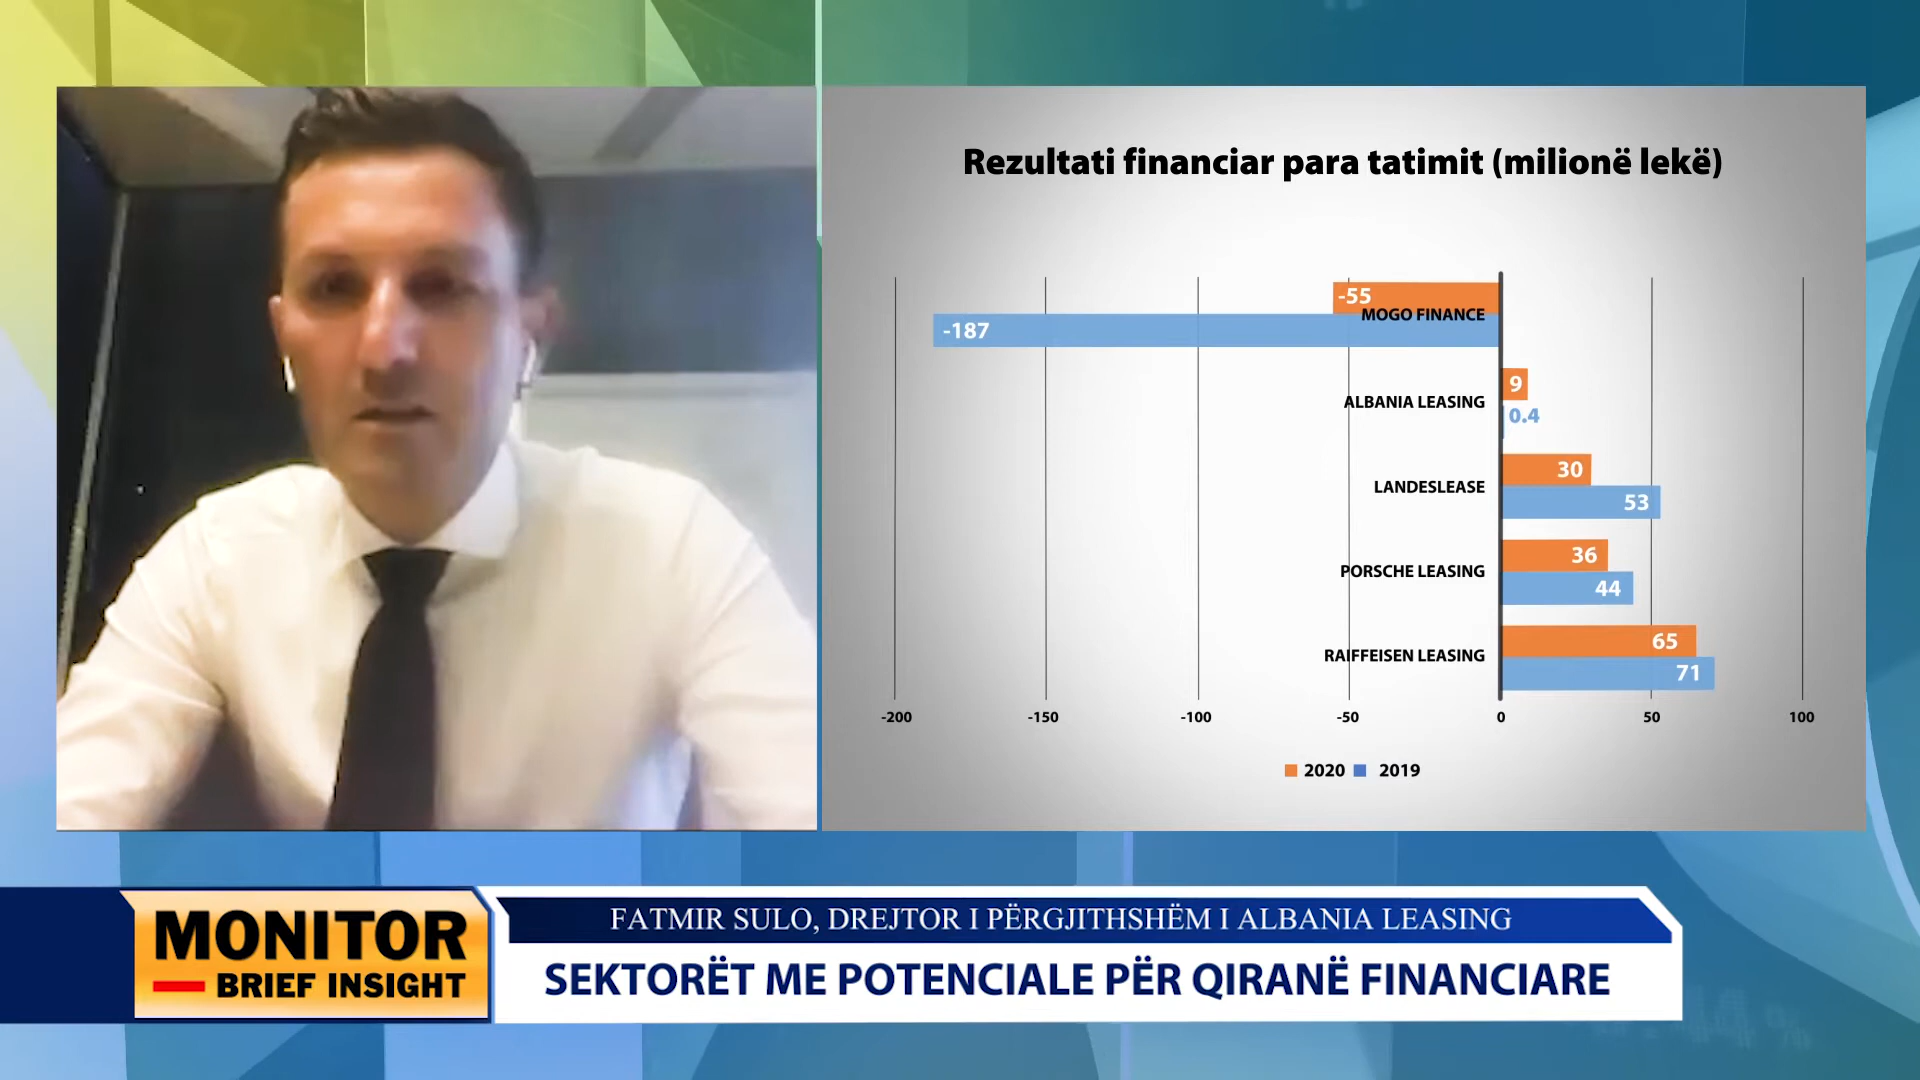 Rezultati financiar para tatimit (milionë lekë)
-55
MOGO FINANCE
-187
9
ALBANIA LEASING
0.4
30
LANDESLEASE
53
36
PORSCHE LEASING
44
65
RAIFFEISEN LEASING
71
-200 -150 -100 -50 0 50 100
2020 2019
MONITOR
BRIEF INSIGHT
FATMIR SULO, DREJTOR I PËRGJITHSHËM I ALBANIA LEASING
SEKTORËT ME POTENCIALE PËR QIRANË FINANCIARE